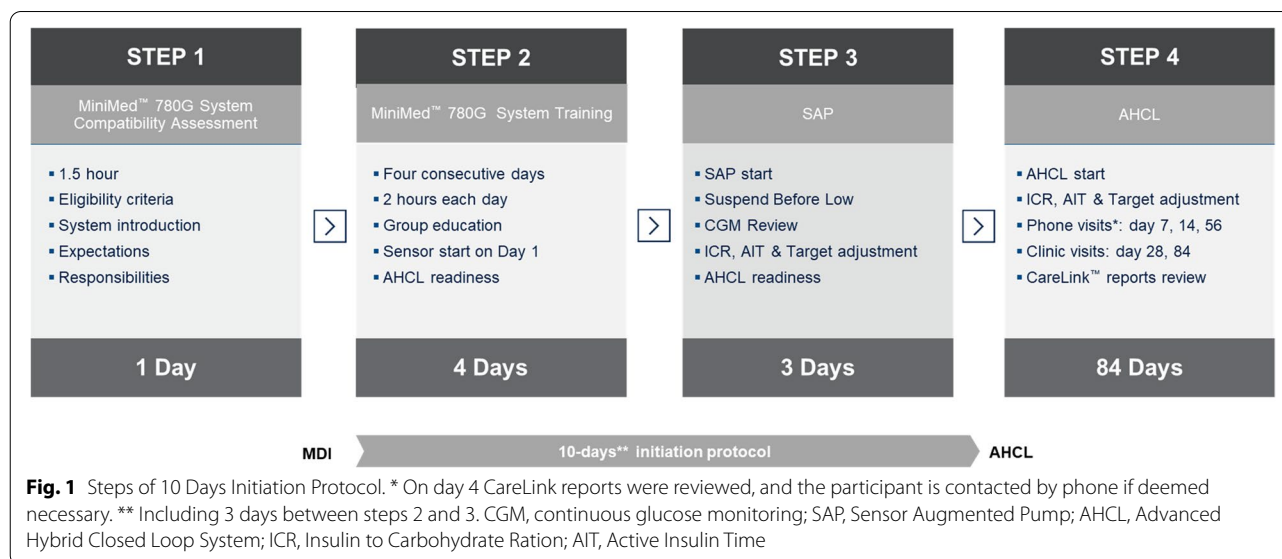 STEP 1
MiniMed™ 780G System
Compatibility Assessment
▪ 1.5 hour
▪ Eligibility criteria
▪ System introduction
▪ Expectations
▪ Responsibilities
1 Day
>
STEP 2
MiniMed™ 780G System Training
▪ Four consecutive days
▪ 2 hours each day
▪ Group education
▪ Sensor start on Day 1
▪ AHCL readiness
4 Days
>
STEP 3
SAP
▪ SAP start
▪ Suspend Before Low
▪ CGM Review
▪ ICR, AIT & Target adjustment
▪ AHCL readiness
3 Days
>
STEP 4
AHCL
▪ AHCL start
▪ ICR, AIT & Target adjustment
▪ Phone visits*: day 7, 14, 56
▪ Clinic visits: day 28, 84
▪ CareLink™ reports review
84 Days
MDI
10-days** initiation protocol
AHCL
Fig. 1 Steps of 10 Days Initiation Protocol. * On day 4 CareLink reports were reviewed, and the participant is contacted by phone if deemed
necessary. ** Including 3 days between steps 2 and 3. CGM, continuous glucose monitoring; SAP, Sensor Augmented Pump; AHCL, Advanced
Hybrid Closed Loop System; ICR, Insulin to Carbohydrate Ration; AIT, Active Insulin Time